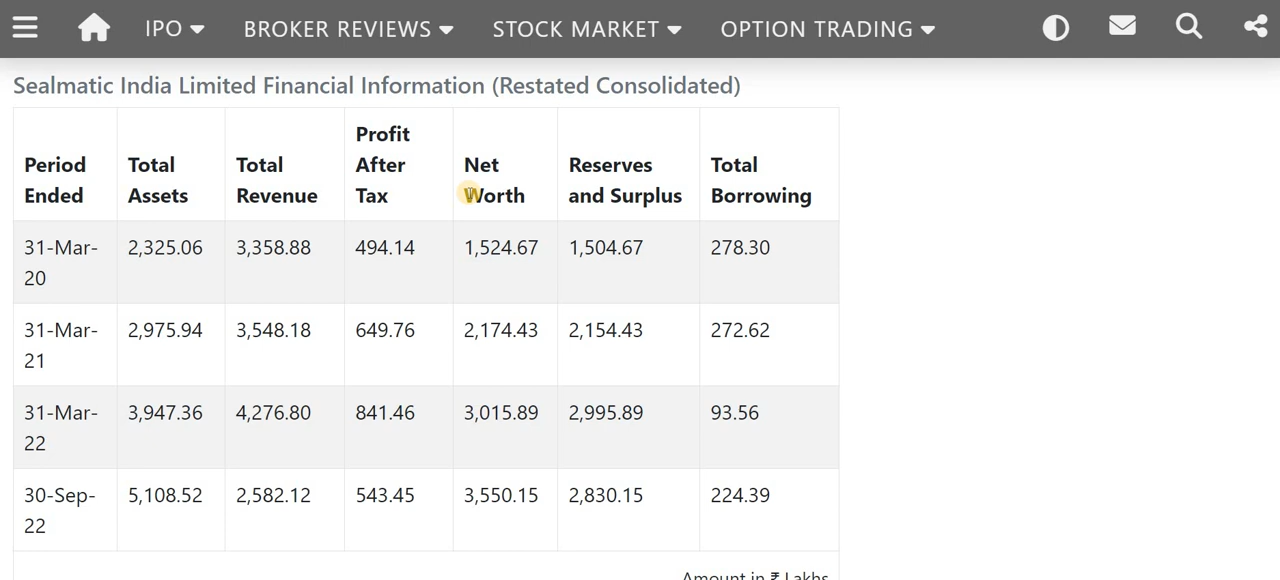 IPO BROKER REVIEWS STOCK MARKET OPTION TRADING
Sealmatic India Limited Financial Information (Restated Consolidated)
Period Ended Total Assets Total Revenue Profit After Tax Net Worth Reserves and Surplus Total Borrowing
31-Mar-20 2,325.06 3,358.88 494.14 1,524.67 1,504.67 278.30
31-Mar-21 2,975.94 3,548.18 649.76 2,174.43 2,154.43 272.62
31-Mar-22 3,947.36 4,276.80 841.46 3,015.89 2,995.89 93.56
30-Sep-22 5,108.52 2,582.12 543.45 3,550.15 2,830.15 224.39
Amount in ₹ Lakhs